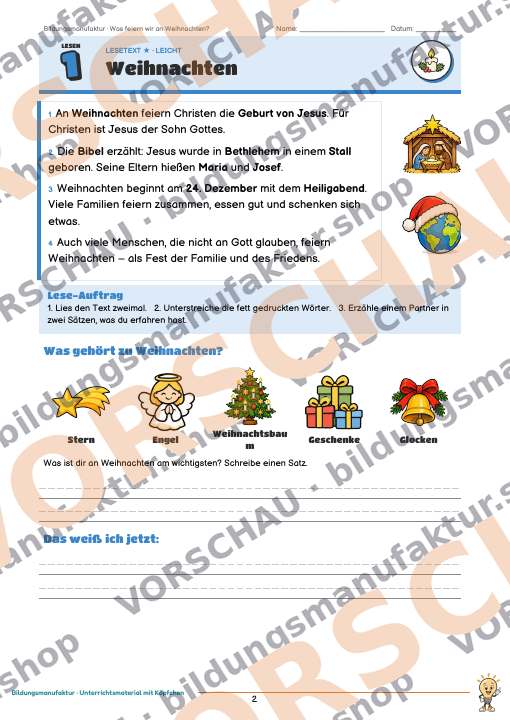 Bildungsmanufaktur · Was feiern wir an Weihnachten?
Name: Datum:
LESEN
1
LESETEXT ★ · LEICHT
Weihnachten
1 An Weihnachten feiern Christen die Geburt von Jesus. Für
Christen ist Jesus der Sohn Gottes.
2 Die Bibel erzählt: Jesus wurde in Bethlehem in einem Stall
geboren. Seine Eltern hießen Maria und Josef.
3 Weihnachten beginnt am 24. Dezember mit dem Heiligabend.
Viele Familien feiern zusammen, essen gut und schenken sich
etwas.
4 Auch viele Menschen, die nicht an Gott glauben, feiern
Weihnachten – als Fest der Familie und des Friedens.
Lese-Auftrag
1. Lies den Text zweimal. 2. Unterstreiche die fett gedruckten Wörter. 3. Erzähle einem Partner in
zwei Sätzen, was du erfahren hast.
Was gehört zu Weihnachten?
Stern
Engel
Weihnachtsbau
m
Geschenke
Glocken
Was ist dir an Weihnachten am wichtigsten? Schreibe einen Satz.
Das weiß ich jetzt:
Bildungsmanufaktur · Unterrichtsmaterial mit Köpfchen
2
VORSCHAU · bildungsmanufaktur.shop
VORSCHAU